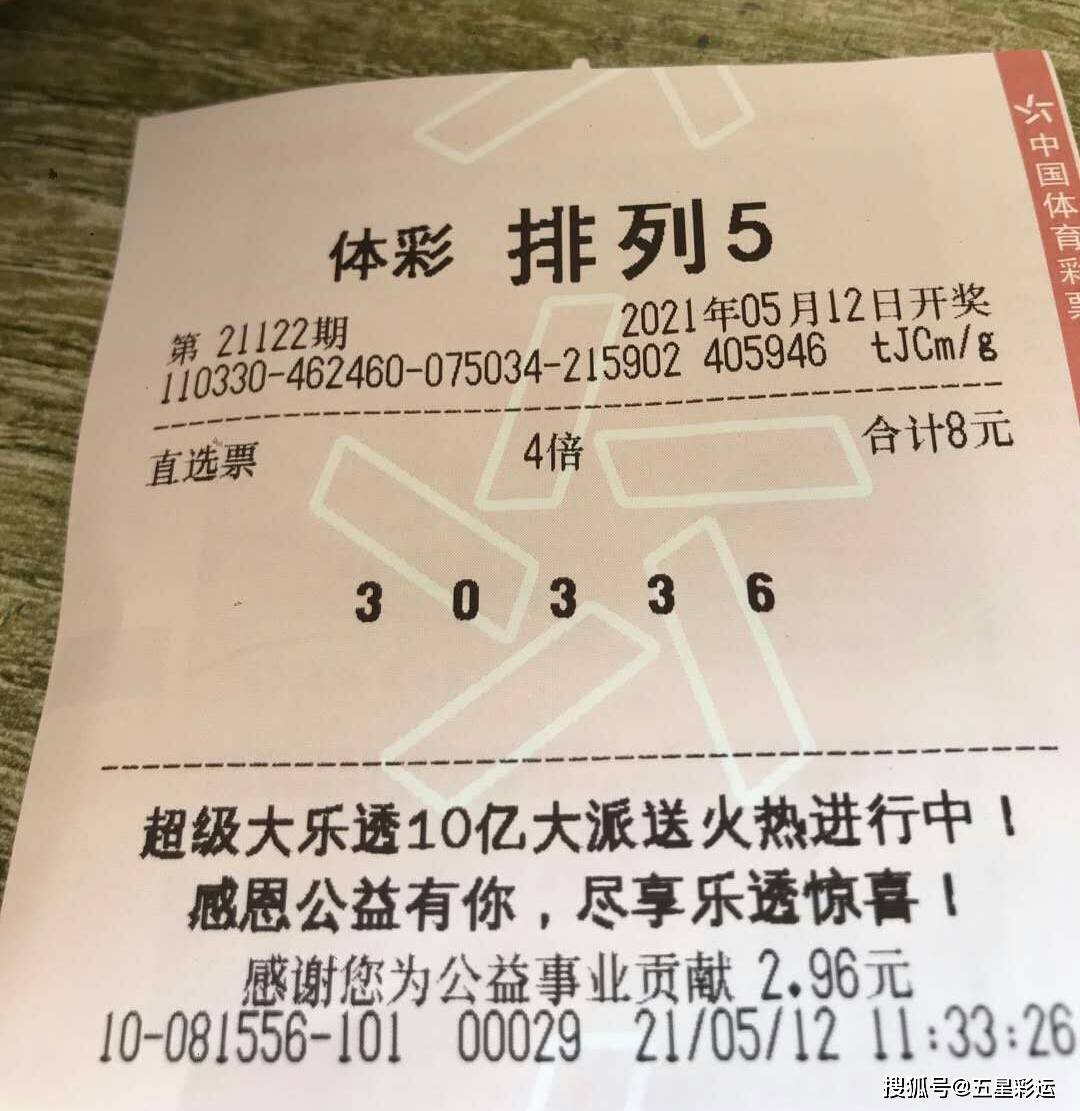 中国体育彩票
体彩 排列5
第 21122期 2021年05月12日开奖
110330-462460-075034-215902 405946 tJCm/g
直选票 4倍 合计8元
3 0 3 3 6
超级大乐透10亿大派送火热进行中！
感恩公益有你，尽享乐透惊喜！
感谢您为公益事业贡献 2.96元
10-081556-101 00029 21/05/12 11:33:26
搜狐号@五星彩运